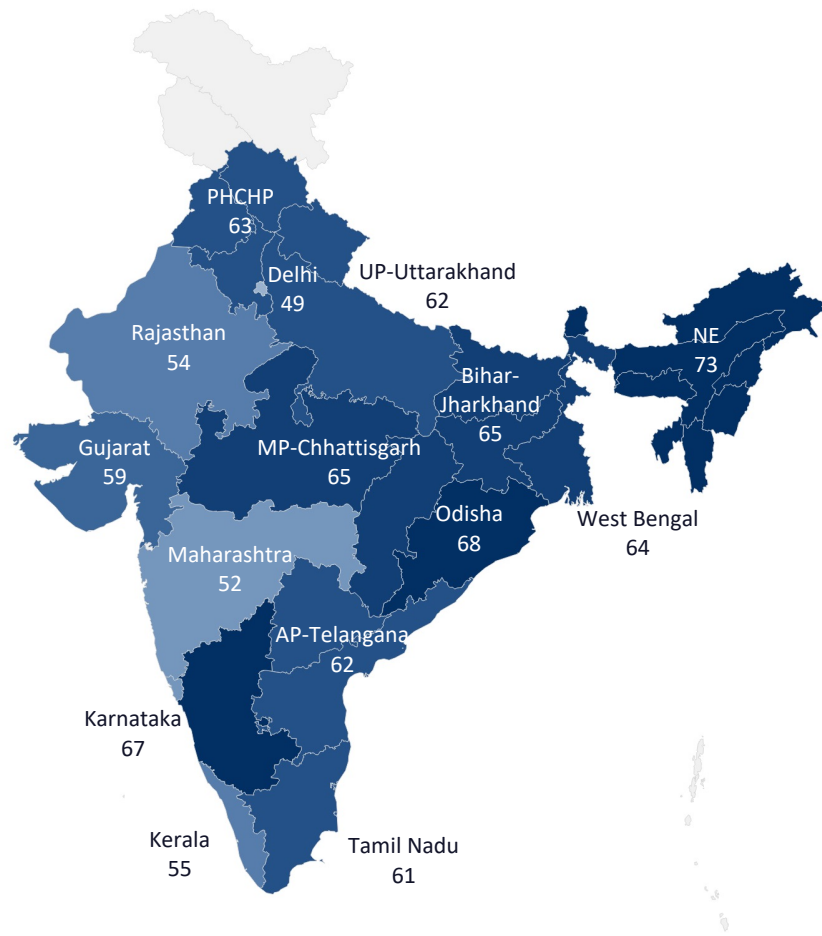 PHCHP
63
Delhi
49
UP-Uttarakhand
62
Rajasthan
54
NE
73
Bihar-
Jharkhand
65
Gujarat
59
MP-Chhattisgarh
65
Odisha
68
West Bengal
64
Maharashtra
52
AP-Telangana
62
Karnataka
67
Kerala
55
Tamil Nadu
61